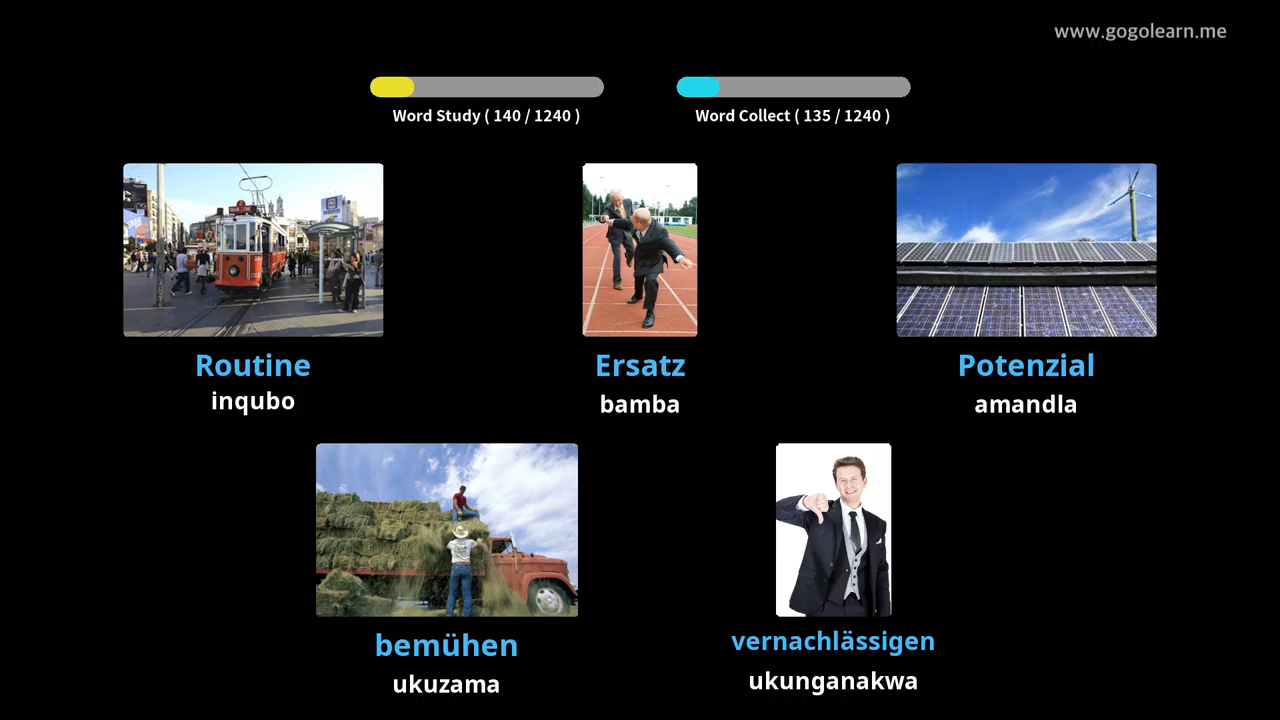 www.gogolearn.me
Word Study ( 140 / 1240 )
Word Collect ( 135 / 1240 )
Routine
inqubo
Ersatz
bamba
Potenzial
amandla
bemühen
ukuzama
vernachlässigen
ukunganakwa